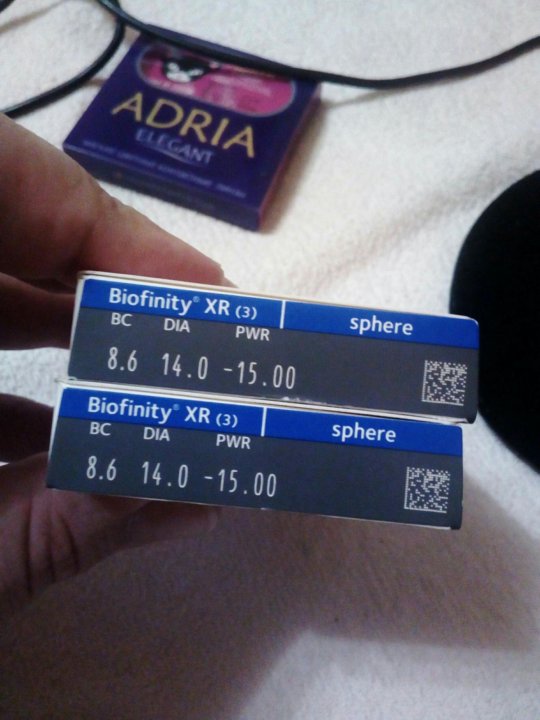 ADRIA
ELEGANT
Biofinity® XR (3) sphere
BC DIA PWR
8.6 14.0 -15.00
Biofinity® XR (3) sphere
BC DIA PWR
8.6 14.0 -15.00